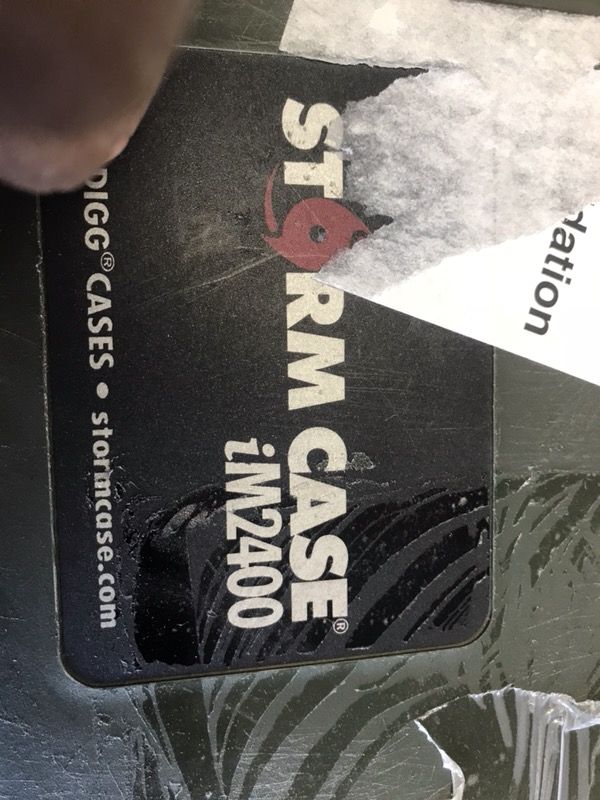 STORM CASE®
iM2400
DIGG® CASES • stormcase.com
dation